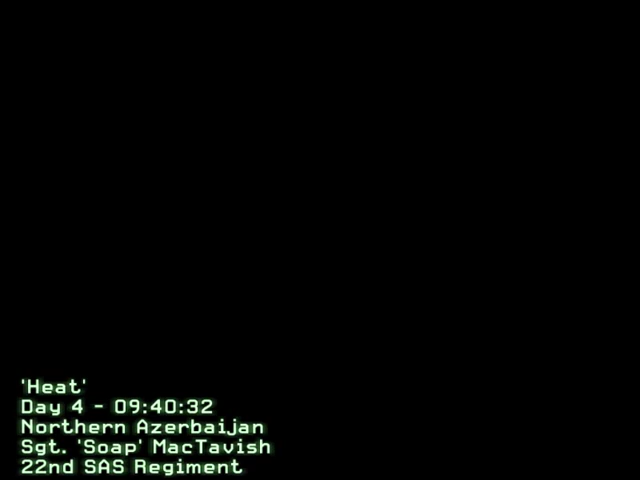 'Heat'
Day 4 - 09:40:32
Northern Azerbaijan
Sgt. 'Soap' MacTavish
22nd SAS Regiment